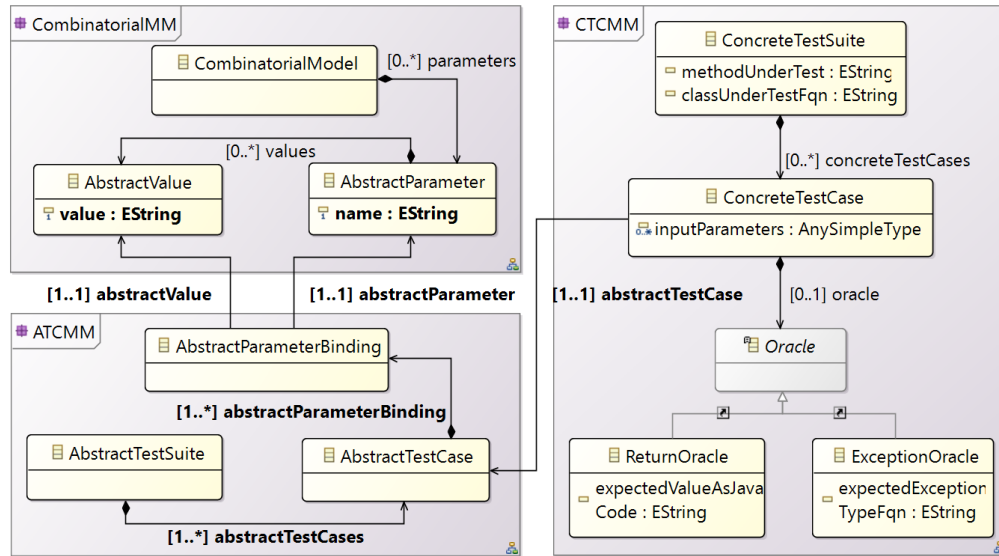 CombinatorialMM
CombinatorialModel
[0..*] parameters
[0..*] values
AbstractValue
value : EString
AbstractParameter
name : EString
[1..1] abstractValue
[1..1] abstractParameter
ATCMM
AbstractParameterBinding
[1..*] abstractParameterBinding
AbstractTestSuite
AbstractTestCase
[1..*] abstractTestCases
CTCMM
ConcreteTestSuite
methodUnderTest : EString
classUnderTestFqn : EString
[0..*] concreteTestCases
ConcreteTestCase
0..*
inputParameters : AnySimpleType
[1..1] abstractTestCase
[0..1] oracle
Oracle
ReturnOracle
expectedValueAsJava
Code : EString
ExceptionOracle
expectedException
TypeFqn : EString